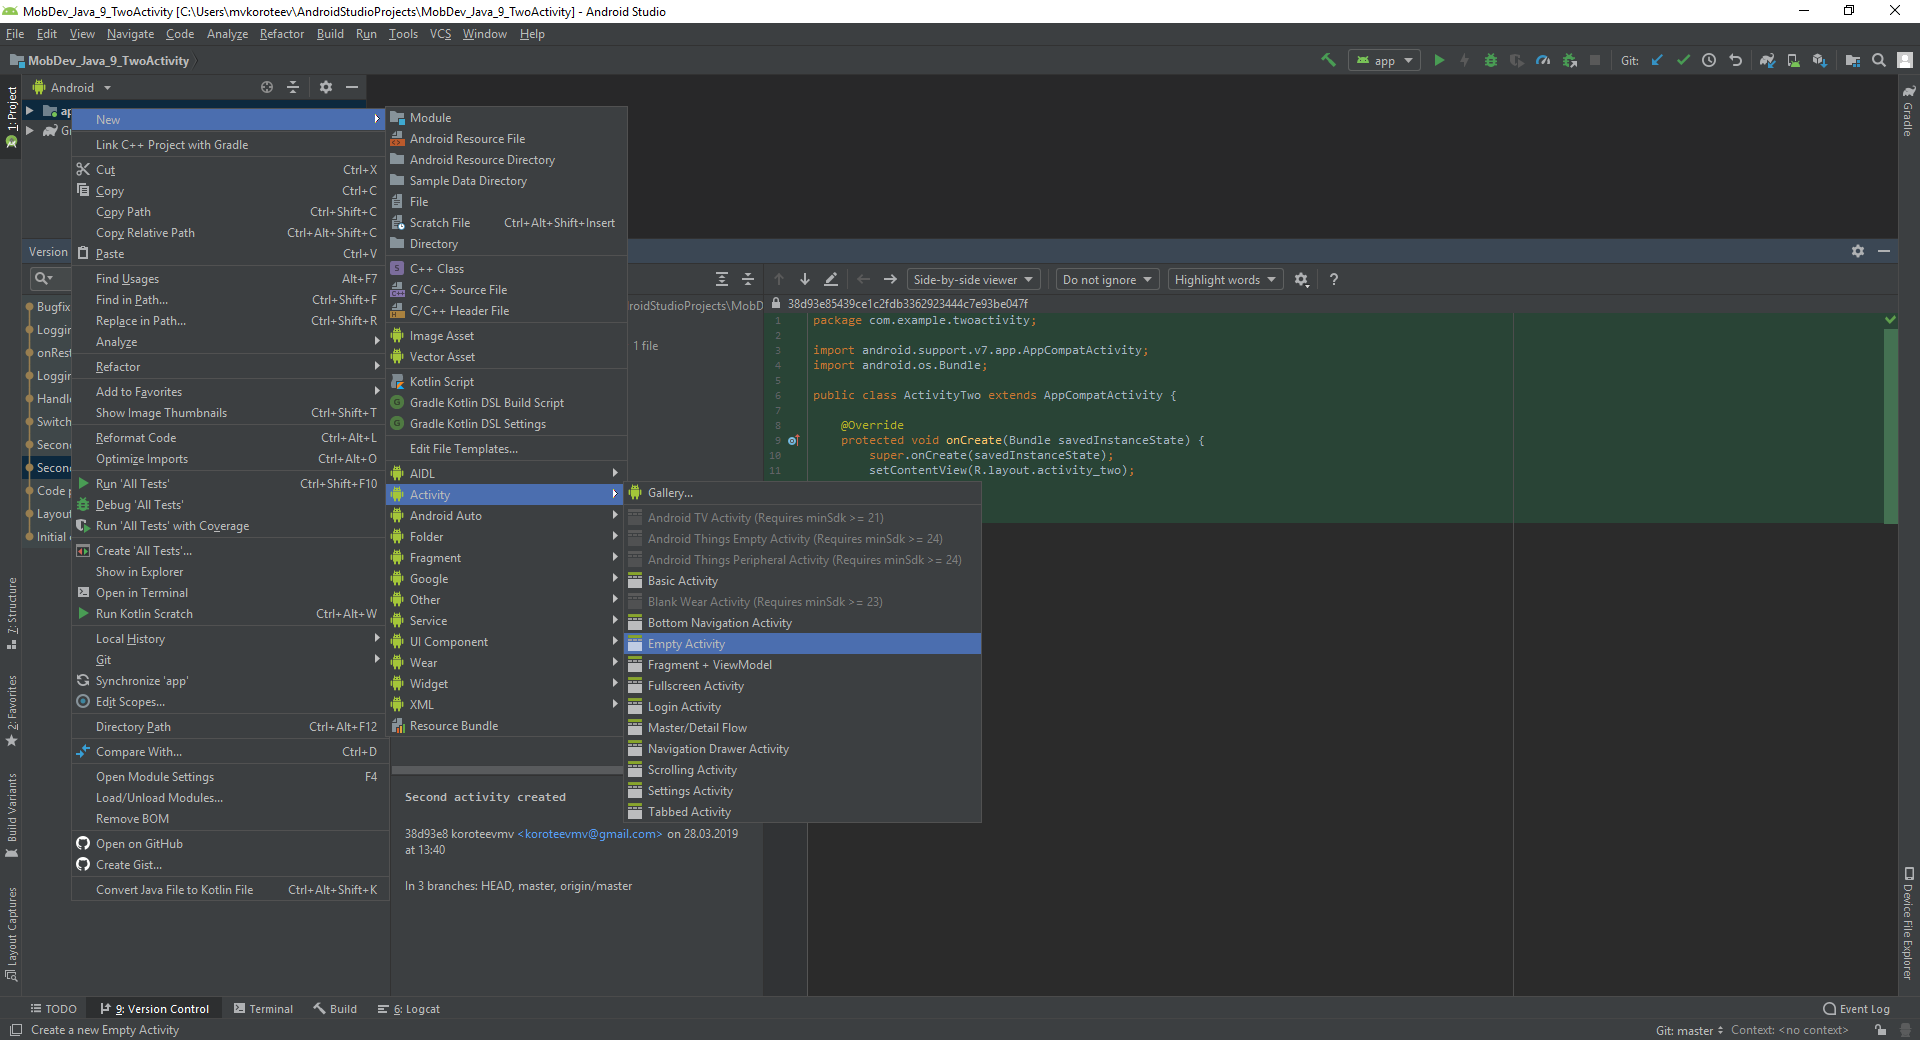 MobDev_Java_9_TwoActivity [C:\Users\mvkoroteev\AndroidStudioProjects\MobDev_Java_9_TwoActivity] - Android Studio
File Edit View Navigate Code Analyze Refactor Build Run Tools VCS Window Help
MobDev_Java_9_TwoActivity
app
Git:
Android
1: Project
7: Structure
2: Favorites
Build Variants
Layout Captures
ap
G
Version
Bugfix
Loggin
onRest
Loggin
Handle
Switch
Secon
Secon
Code p
Layout
Initial
New
Link C++ Project with Gradle
Cut Ctrl+X
Copy Ctrl+C
Copy Path Ctrl+Shift+C
Copy Relative Path Ctrl+Alt+Shift+C
Paste Ctrl+V
Find Usages Alt+F7
Find in Path... Ctrl+Shift+F
Replace in Path... Ctrl+Shift+R
Analyze
Refactor
Add to Favorites
Show Image Thumbnails Ctrl+Shift+T
Reformat Code Ctrl+Alt+L
Optimize Imports Ctrl+Alt+O
Run 'All Tests' Ctrl+Shift+F10
Debug 'All Tests'
Run 'All Tests' with Coverage
Create 'All Tests'...
Show in Explorer
Open in Terminal
Run Kotlin Scratch Ctrl+Alt+W
Local History
Git
Synchronize 'app'
Edit Scopes...
Directory Path Ctrl+Alt+F12
Compare With... Ctrl+D
Open Module Settings F4
Load/Unload Modules...
Remove BOM
Open on GitHub
Create Gist...
Convert Java File to Kotlin File Ctrl+Alt+Shift+K
Module
Android Resource File
Android Resource Directory
Sample Data Directory
File
Scratch File Ctrl+Alt+Shift+Insert
Directory
C++ Class
C/C++ Source File
C/C++ Header File
Image Asset
Vector Asset
Kotlin Script
Gradle Kotlin DSL Build Script
Gradle Kotlin DSL Settings
Edit File Templates...
AIDL
Activity
Android Auto
Folder
Fragment
Google
Other
Service
UI Component
Wear
Widget
XML
Resource Bundle
Gallery...
Android TV Activity (Requires minSdk >= 21)
Android Things Empty Activity (Requires minSdk >= 24)
Android Things Peripheral Activity (Requires minSdk >= 24)
Basic Activity
Blank Wear Activity (Requires minSdk >= 23)
Bottom Navigation Activity
Empty Activity
Fragment + ViewModel
Fullscreen Activity
Login Activity
Master/Detail Flow
Navigation Drawer Activity
Scrolling Activity
Settings Activity
Tabbed Activity
roidStudioProjects\MobD
1 file
Second activity created
38d93e8 koroteevmv <koroteevmv@gmail.com> on 28.03.2019
at 13:40
In 3 branches: HEAD, master, origin/master
Side-by-side viewer Do not ignore Highlight words ?
38d93e85439ce1c2fdb3362923444c7e93be047f
1 package com.example.twoactivity;
2
3 import android.support.v7.app.AppCompatActivity;
4 import android.os.Bundle;
5
6 public class ActivityTwo extends AppCompatActivity {
7
8 @Override
9 protected void onCreate(Bundle savedInstanceState) {
10 super.onCreate(savedInstanceState);
11 setContentView(R.layout.activity_two);
Gradle
Device File Explorer
TODO 9: Version Control Terminal Build 6: Logcat Event Log
Create a new Empty Activity Git: master Context: <no context>